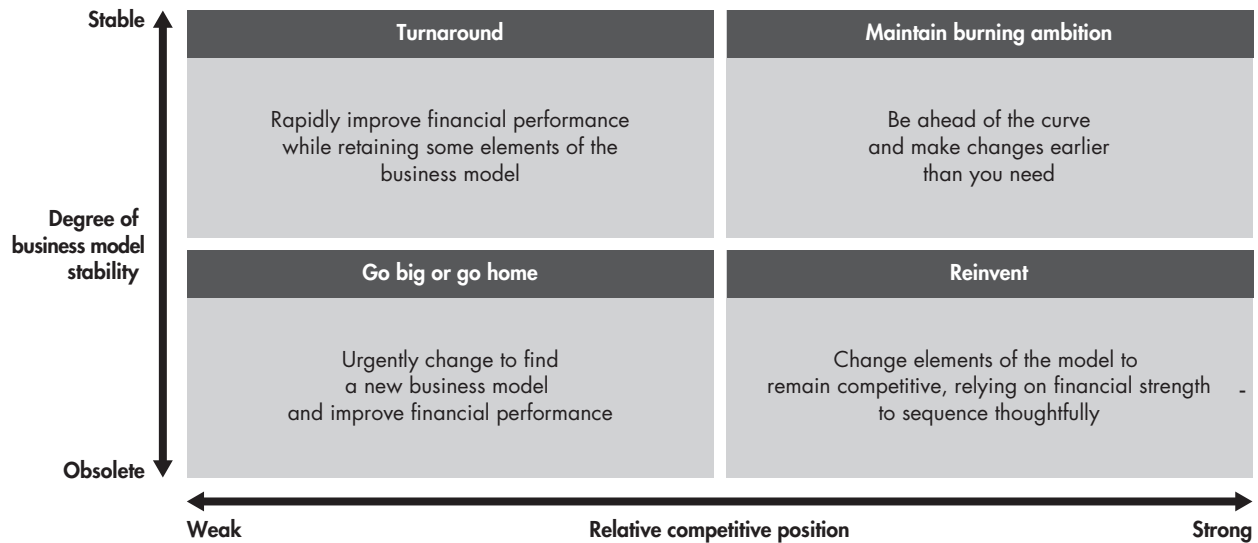 Stable
Turnaround
Rapidly improve financial performance
while retaining some elements of the
business model
Maintain burning ambition
Be ahead of the curve
and make changes earlier
than you need
Degree of
business model
stability
Go big or go home
Urgently change to find
a new business model
and improve financial performance
Reinvent
Change elements of the model to
remain competitive, relying on financial strength -
to sequence thoughtfully
Obsolete
Weak
Relative competitive position
Strong